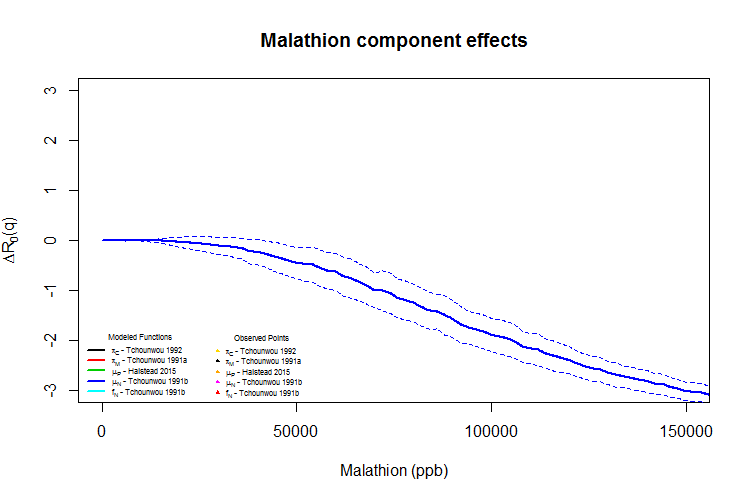 Malathion component effects
ΔR0(q)
3
2
1
0
-1
-2
-3
Modeled Functions
πC - Tchounwou 1992
πM - Tchounwou 1991a
μP - Halstead 2015
μN - Tchounwou 1991b
fN - Tchounwou 1991b
Observed Points
πC - Tchounwou 1992
πM - Tchounwou 1991a
μP - Halstead 2015
μN - Tchounwou 1991b
fN - Tchounwou 1991b
0 50000 100000 150000
Malathion (ppb)